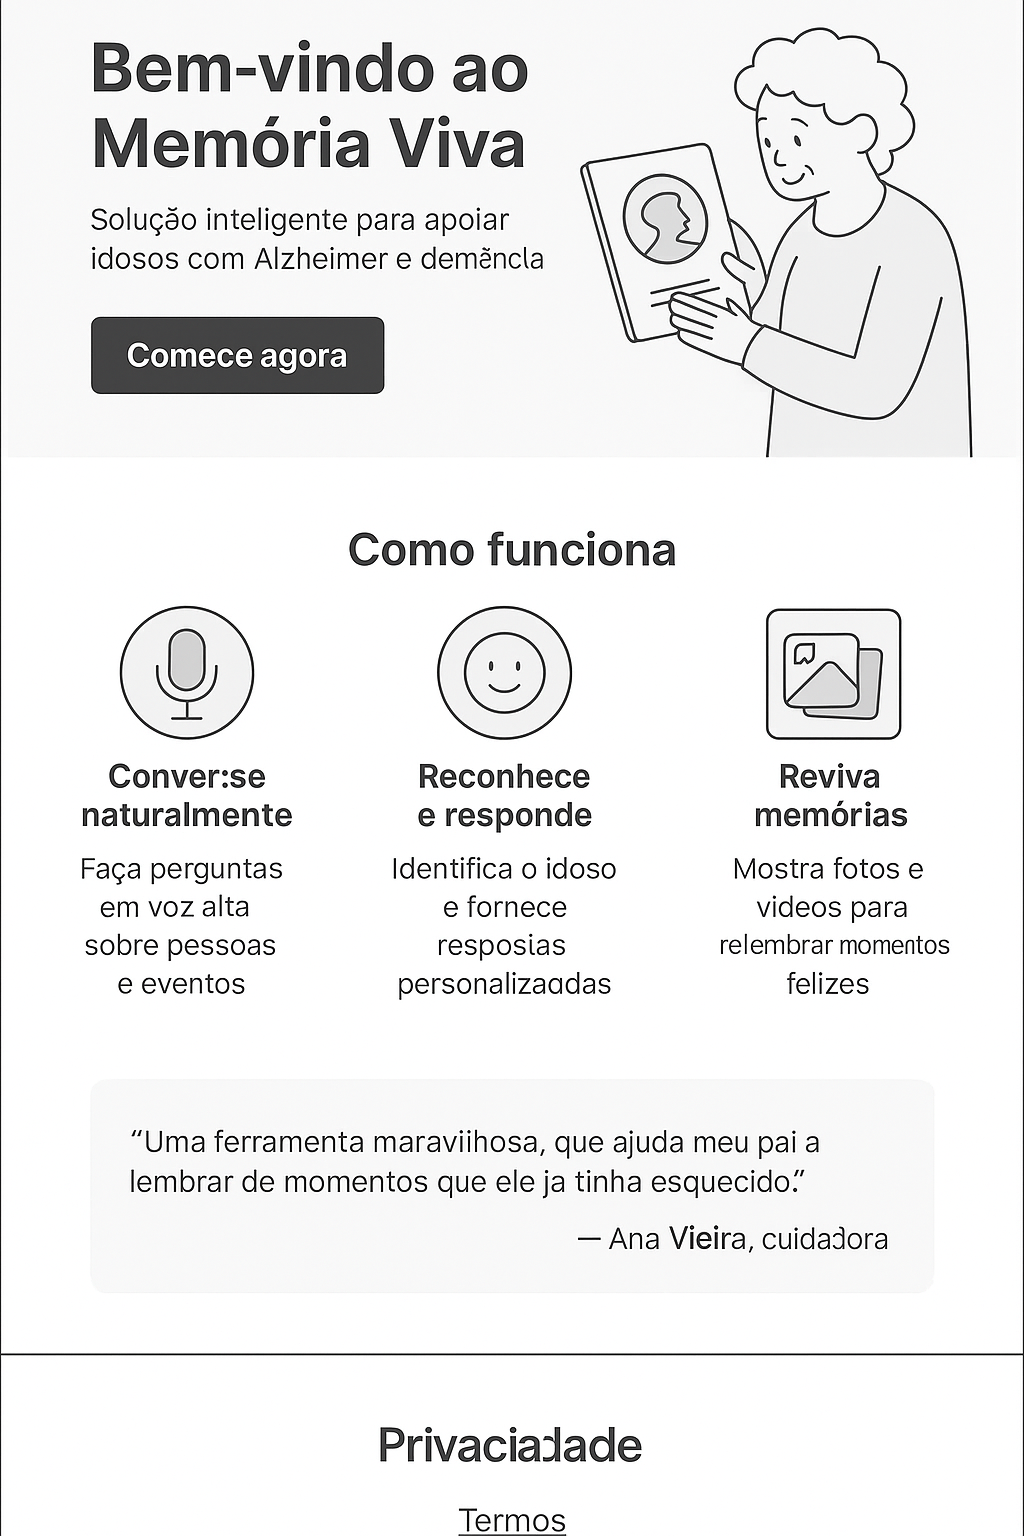 Bem-vindo ao
Memória Viva
Solução inteligente para apoiar
idosos com Alzheimer e demẽncla
Comece agora
Como funciona
Conver:se
naturalmente
Faça perguntas
em voz alta
sobre pessoas
e eventos
Reconhece
e responde
Identifica o idoso
e fornece
resposias
personalizaɑdas
Reviva
memórias
Mostra fotos e
videos para
relembrar momentos
felizes
“Uma ferramenta maraviihosa, que ajuda meu pai a
lembrar de momentos que ele ja tinha esquecido.”
— Ana Vieira, cuidadora
Privaciadade
Termos